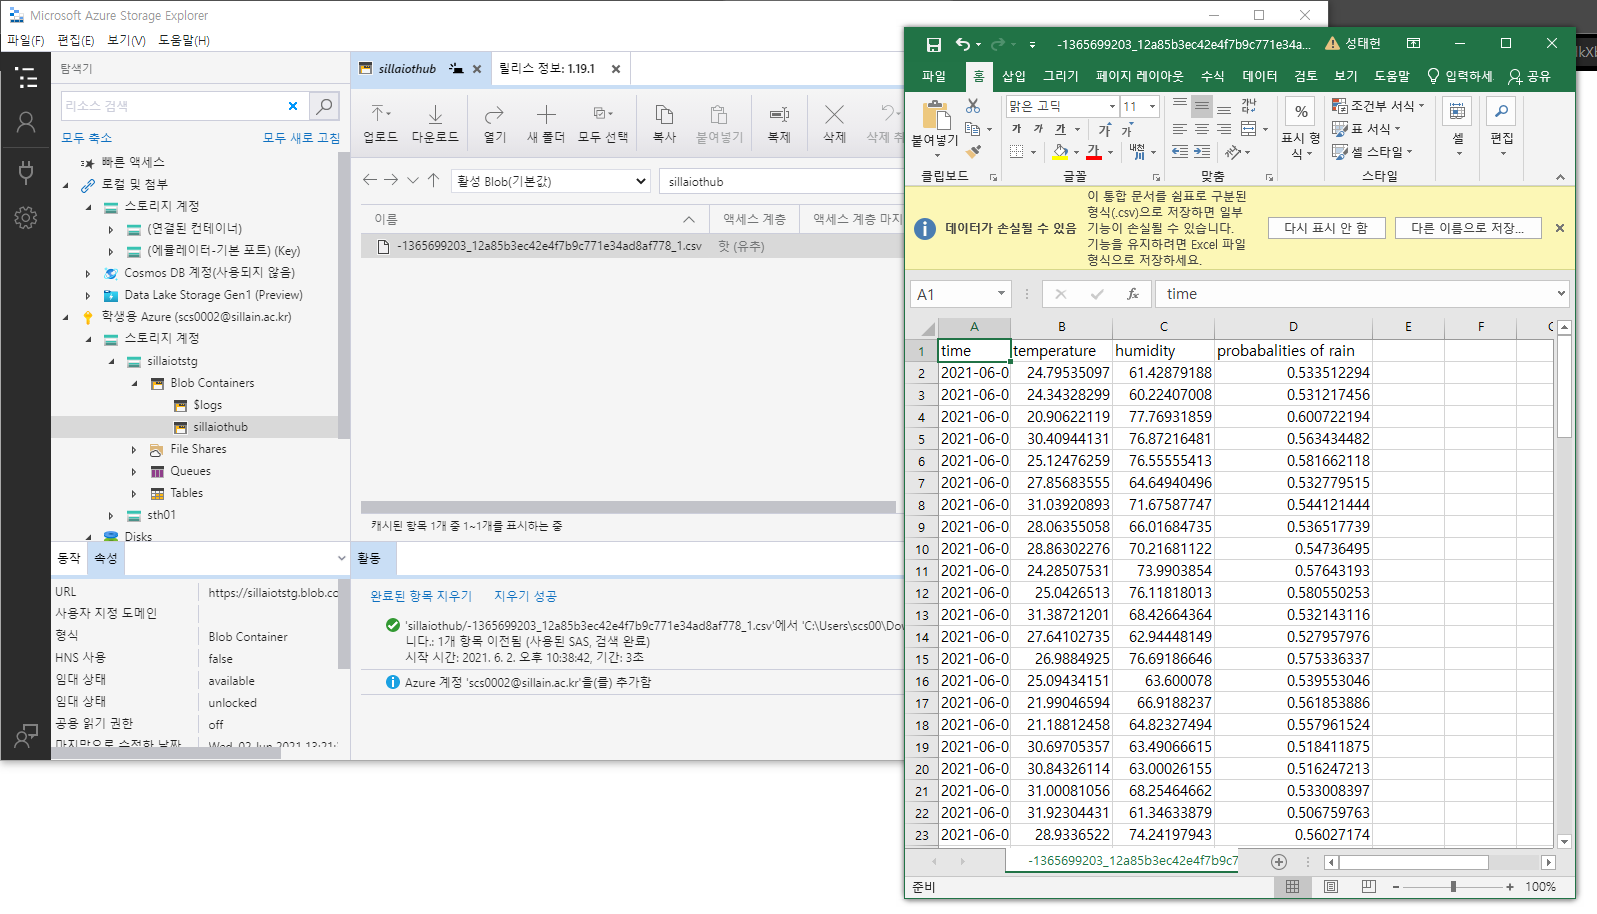 Microsoft Azure Storage Explorer
파일(F) 편집(E) 보기(V) 도움말(H)
탐색기
리소스 검색
모두 축소 모두 새로 고침
빠른 액세스
로컬 및 첨부
스토리지 계정
(연결된 컨테이너)
(에뮬레이터-기본 포트) (Key)
Cosmos DB 계정(사용되지 않음)
Data Lake Storage Gen1 (Preview)
학생용 Azure (scs0002@sillain.ac.kr)
스토리지 계정
sillaiotstg
Blob Containers
$logs
sillaiothub
File Shares
Queues
Tables
sth01
Disks
동작 속성
URL https://sillaiotstg.blob.co
사용자 지정 도메인
형식 Blob Container
HNS 사용 false
임대 상태 available
임대 상태 unlocked
공용 읽기 권한 off
마지막으로 수정한 날짜 Wed, 02 Jun 2021 13:21:
sillaiothub 릴리스 정보: 1.19.1
업로드 다운로드 열기 새 폴더 모두 선택 복사 붙여넣기 복제 삭제 삭제 취
활성 Blob(기본값) sillaiothub
이름 액세스 계층 액세스 계층 마지
-1365699203_12a85b3ec42e4f7b9c771e34ad8af778_1.csv 핫 (유추)
캐시된 항목 1개 중 1~1개를 표시하는 중
활동
완료된 항목 지우기 지우기 성공
'sillaiothub/-1365699203_12a85b3ec42e4f7b9c771e34ad8af778_1.csv'에서 'C:\Users\scs00\Dov
니다.: 1개 항목 이전됨 (사용된 SAS, 검색 완료)
시작 시간: 2021. 6. 2. 오후 10:38:42, 기간: 3초
Azure 계정 'scs0002@sillain.ac.kr'을(를) 추가함
-1365699203_12a85b3ec42e4f7b9c771e34a... 성태헌
파일 홈 삽입 그리기 페이지 레이아웃 수식 데이터 검토 보기 도움말 입력하세 공유
붙여넣기
클립보드
맑은 고딕 11
가 가 가 가 가
가 내천
글꼴
맞춤
%
표시 형
식
조건부 서식
표 서식
셀 스타일
스타일
셀
편집
데이터가 손실될 수 있음
이 통합 문서를 쉼표로 구분된
형식(.csv)으로 저장하면 일부
기능이 손실될 수 있습니다.
기능을 유지하려면 Excel 파일
형식으로 저장하세요.
다시 표시 안 함 다른 이름으로 저장...
A1 fx time
A B C D E F
1 time temperature humidity probabalities of rain
2 2021-06-0 24.79535097 61.42879188 0.533512294
3 2021-06-0 24.34328299 60.22407008 0.531217456
4 2021-06-0 20.90622119 77.76931859 0.600722194
5 2021-06-0 30.40944131 76.87216481 0.563434482
6 2021-06-0 25.12476259 76.55555413 0.581662118
7 2021-06-0 27.85683555 64.64940496 0.532779515
8 2021-06-0 31.03920893 71.67587747 0.544121444
9 2021-06-0 28.06355058 66.01684735 0.536517739
10 2021-06-0 28.86302276 70.21681122 0.54736495
11 2021-06-0 24.28507531 73.9903854 0.57643193
12 2021-06-0 25.0426513 76.11818013 0.580550253
13 2021-06-0 31.38721201 68.42664364 0.532143116
14 2021-06-0 27.64102735 62.94448149 0.527957976
15 2021-06-0 26.9884925 76.69186646 0.575336337
16 2021-06-0 25.09434151 63.600078 0.539553046
17 2021-06-0 21.99046594 66.9188237 0.561853886
18 2021-06-0 21.18812458 64.82327494 0.557961524
19 2021-06-0 30.69705357 63.49066615 0.518411875
20 2021-06-0 30.84326114 63.00026155 0.516247213
21 2021-06-0 31.00081056 68.25464662 0.533008397
22 2021-06-0 31.92304431 61.34633879 0.506759763
23 2021-06-0 28.9336522 74.24197943 0.56027174
-1365699203_12a85b3ec42e4f7b9c7
준비 100%